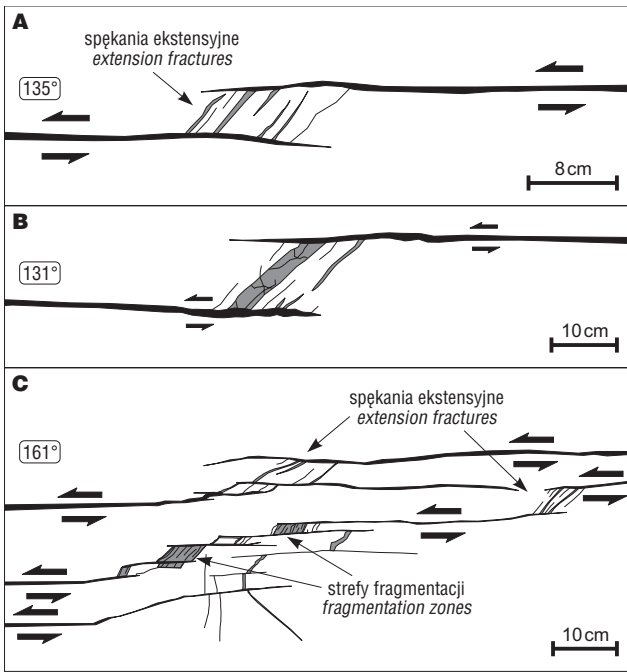 A
spękania ekstensyjne
extension fractures
135°
8 cm
B
131°
10 cm
C
spękania ekstensyjne
extension fractures
161°
strefy fragmentacji
fragmentation zones
10 cm